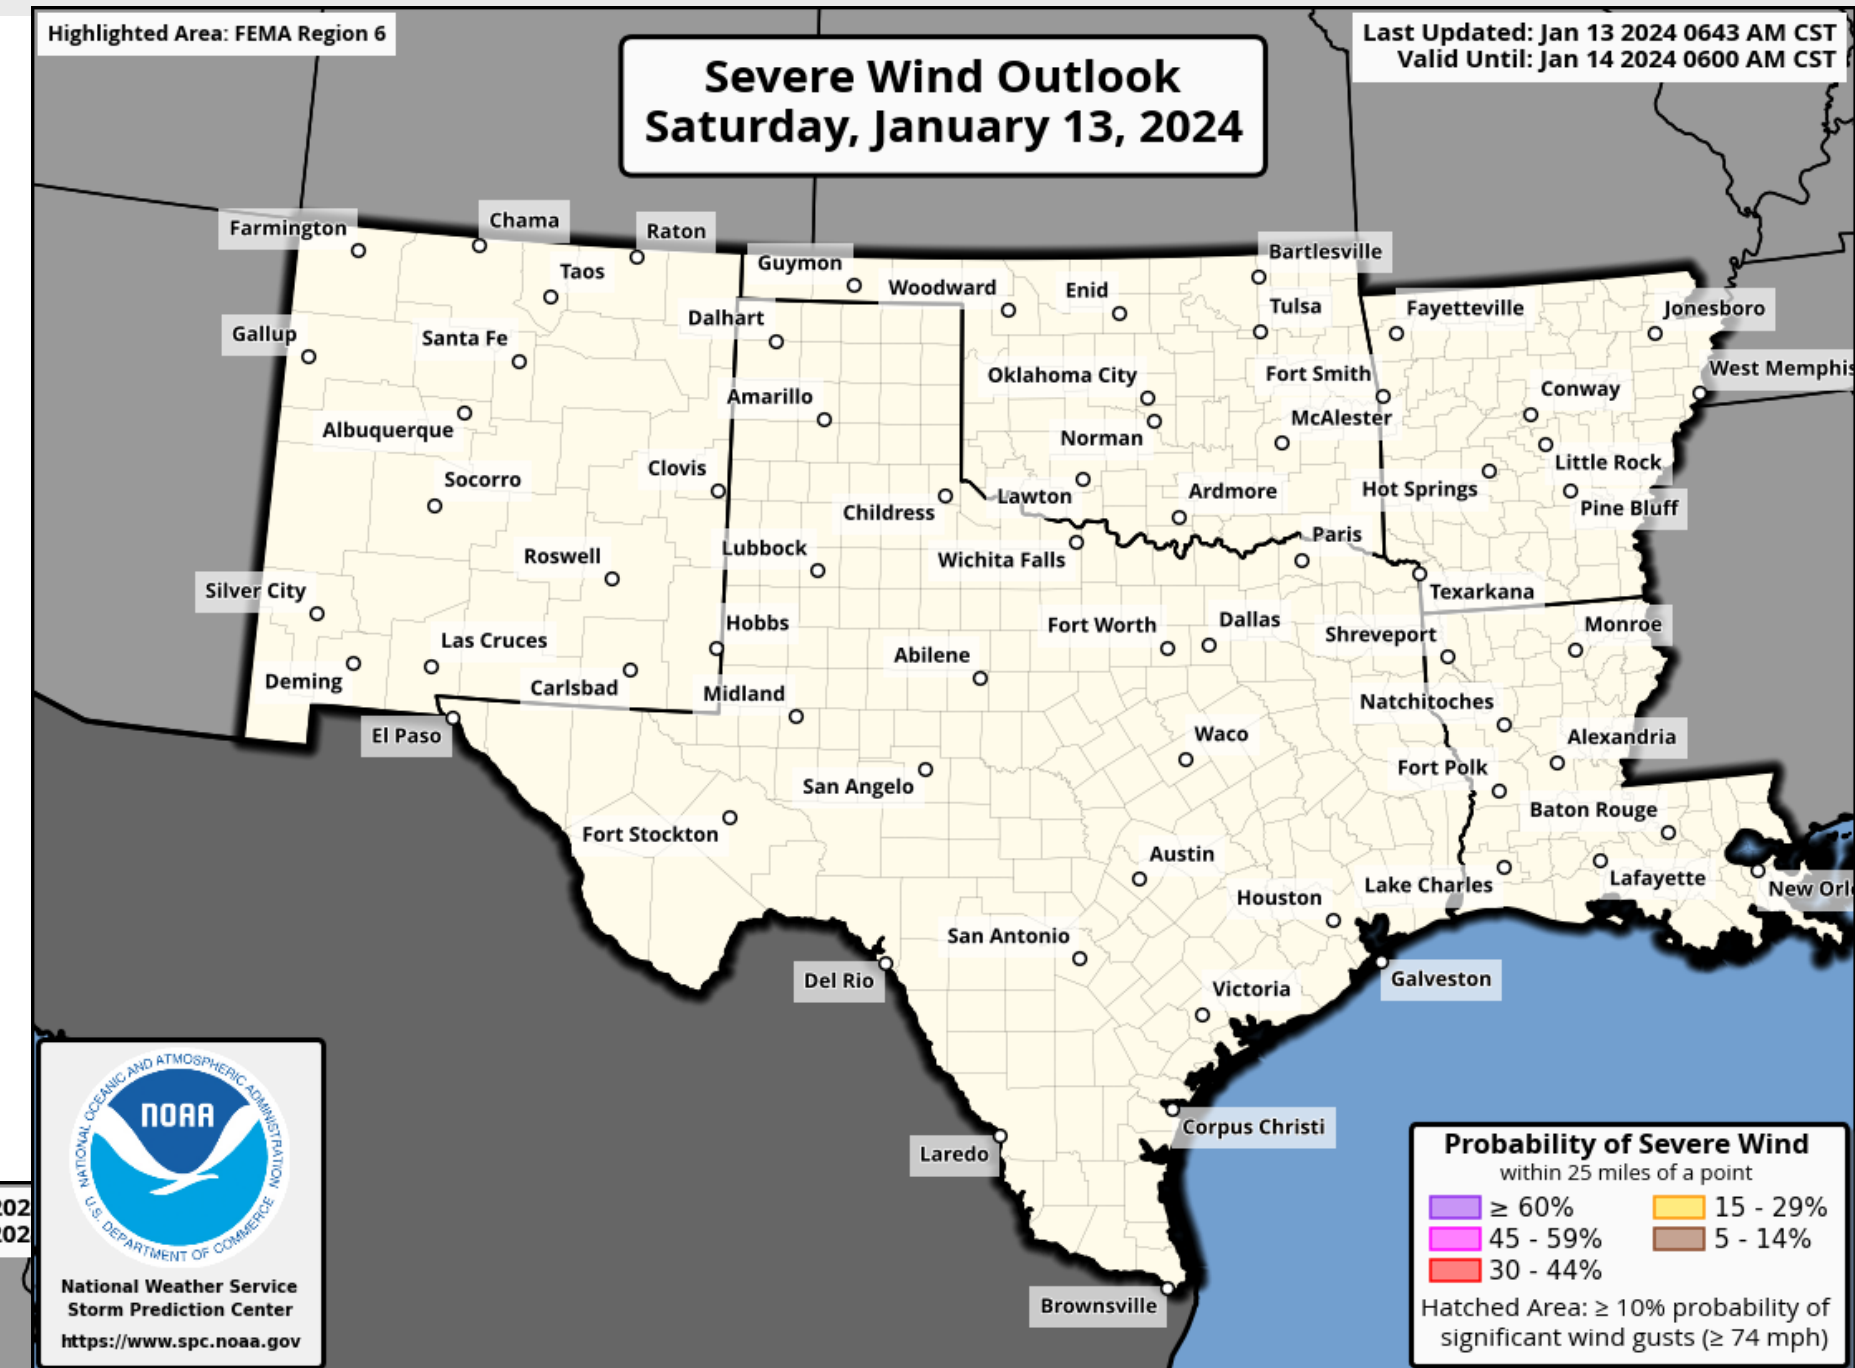 Highlighted Area: FEMA Region 6
Severe Wind Outlook
Saturday, January 13, 2024
Last Updated: Jan 13 2024 0643 AM CST
Valid Until: Jan 14 2024 0600 AM CST
Farmington
Chama
Raton
Taos
Guymon
Woodward
Enid
Bartlesville
Tulsa
Fayetteville
Jonesboro
Gallup
Santa Fe
Dalhart
Oklahoma City
Fort Smith
West Memphis
Conway
Amarillo
Albuquerque
Norman
McAlester
Little Rock
Clovis
Socorro
Childress
Lawton
Ardmore
Hot Springs
Pine Bluff
Paris
Roswell
Lubbock
Wichita Falls
Silver City
Texarkana
Hobbs
Fort Worth
Dallas
Shreveport
Monroe
Las Cruces
Abilene
Deming
Carlsbad
Midland
Natchitoches
El Paso
Waco
Alexandria
San Angelo
Fort Polk
Fort Stockton
Baton Rouge
Austin
Lake Charles
Lafayette
New Orl
Houston
San Antonio
Del Rio
Galveston
Victoria
Corpus Christi
Laredo
Brownsville
202
202
NATIONAL OCEANIC AND ATMOSPHERIC ADMINISTRATION
NOAA
U.S. DEPARTMENT OF COMMERCE
National Weather Service
Storm Prediction Center
https://www.spc.noaa.gov
Probability of Severe Wind
within 25 miles of a point
≥ 60% 15 - 29%
45 - 59% 5 - 14%
30 - 44%
Hatched Area: ≥ 10% probability of
significant wind gusts (≥ 74 mph)